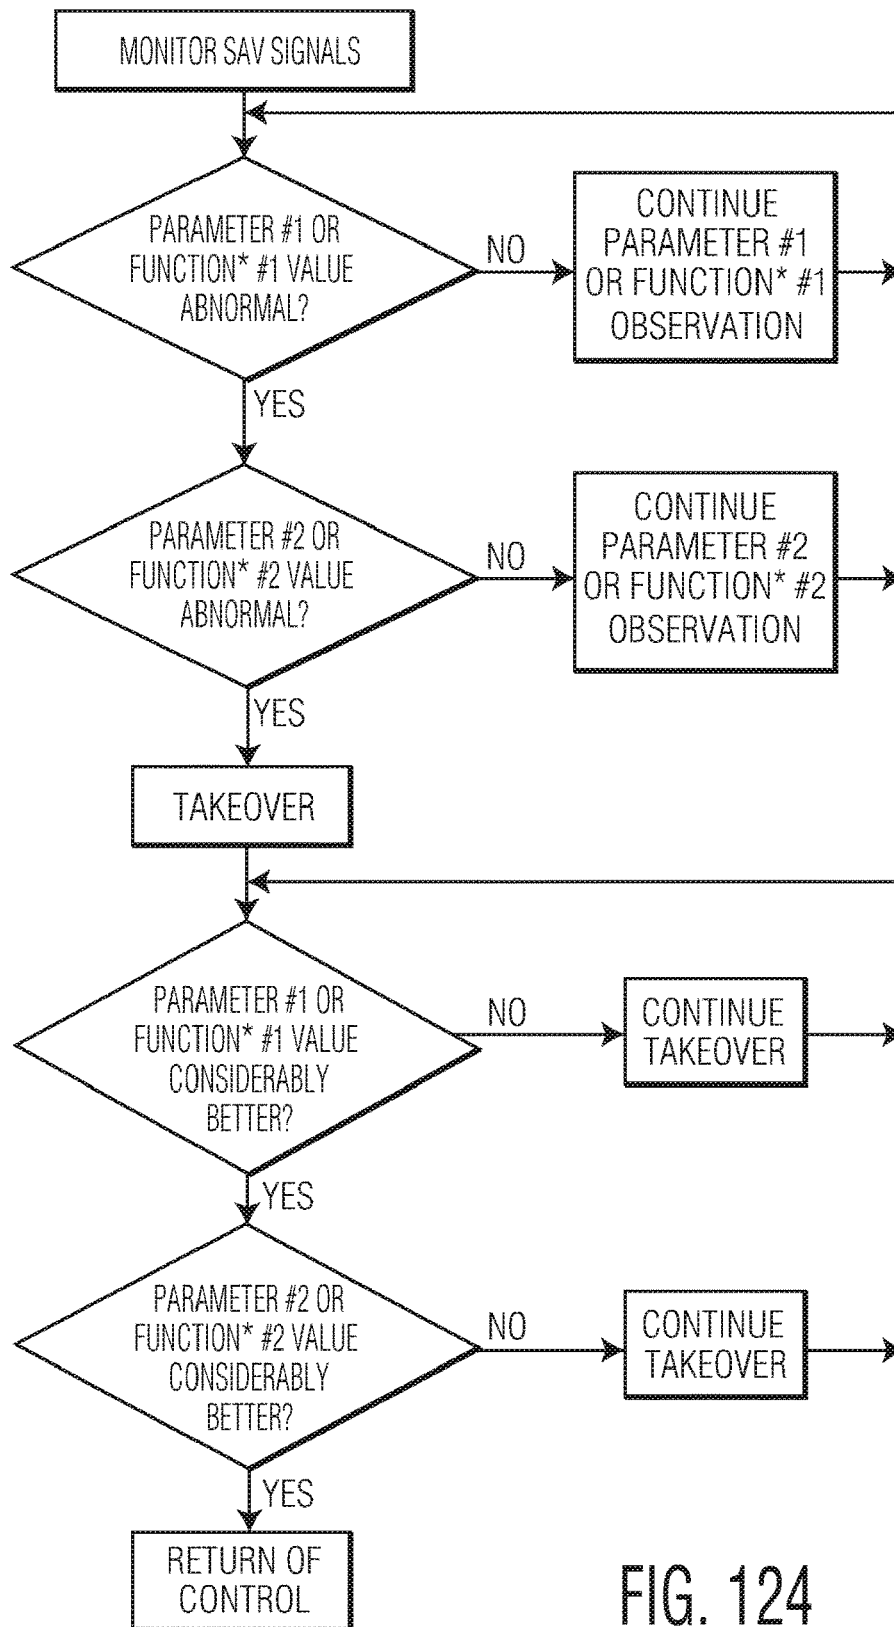 MONITOR SAV SIGNALS
PARAMETER #1 OR
FUNCTION* #1 VALUE
ABNORMAL?
NO
CONTINUE
PARAMETER #1
OR FUNCTION* #1
OBSERVATION
YES
PARAMETER #2 OR
FUNCTION* #2 VALUE
ABNORMAL?
NO
CONTINUE
PARAMETER #2
OR FUNCTION* #2
OBSERVATION
YES
TAKEOVER
PARAMETER #1 OR
FUNCTION* #1 VALUE
CONSIDERABLY
BETTER?
NO
CONTINUE
TAKEOVER
YES
PARAMETER #2 OR
FUNCTION* #2 VALUE
CONSIDERABLY
BETTER?
NO
CONTINUE
TAKEOVER
YES
RETURN OF
CONTROL
FIG. 124